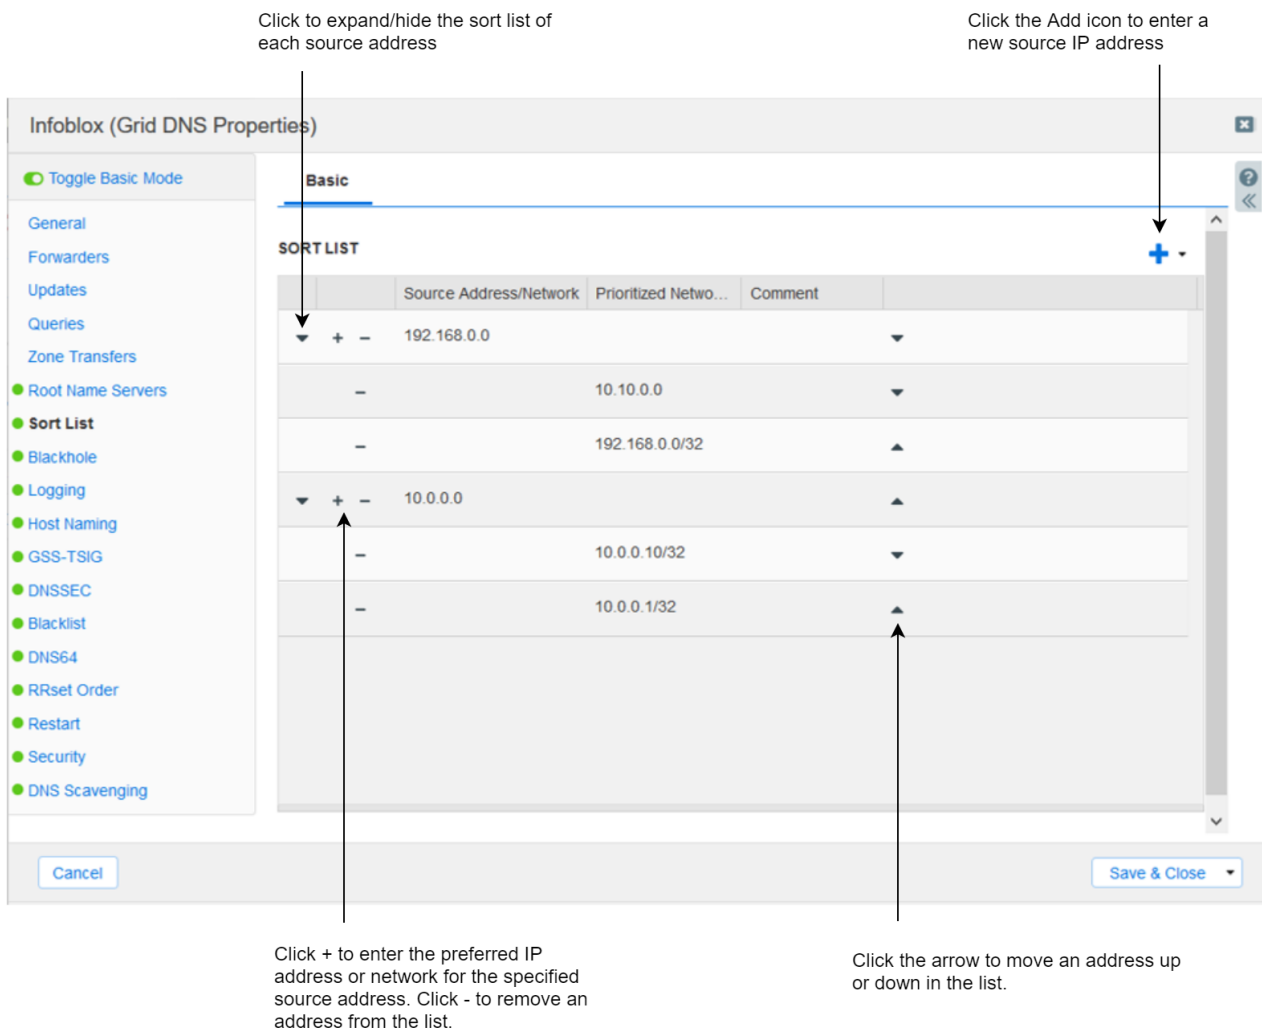 Click to expand/hide the sort list of
each source address
Click the Add icon to enter a
new source IP address
Infoblox (Grid DNS Properties)
Toggle Basic Mode
Basic
General
Forwarders
Updates
Queries
Zone Transfers
Root Name Servers
Sort List
Blackhole
Logging
Host Naming
GSS-TSIG
DNSSEC
Blacklist
DNS64
RRset Order
Restart
Security
DNS Scavenging
SORT LIST
Source Address/Network Prioritized Netwo... Comment
+ − 192.168.0.0
− 10.10.0.0
− 192.168.0.0/32
+ − 10.0.0.0
− 10.0.0.10/32
− 10.0.0.1/32
Cancel
Save & Close
Click + to enter the preferred IP
address or network for the specified
source address. Click - to remove an
address from the list.
Click the arrow to move an address up
or down in the list.